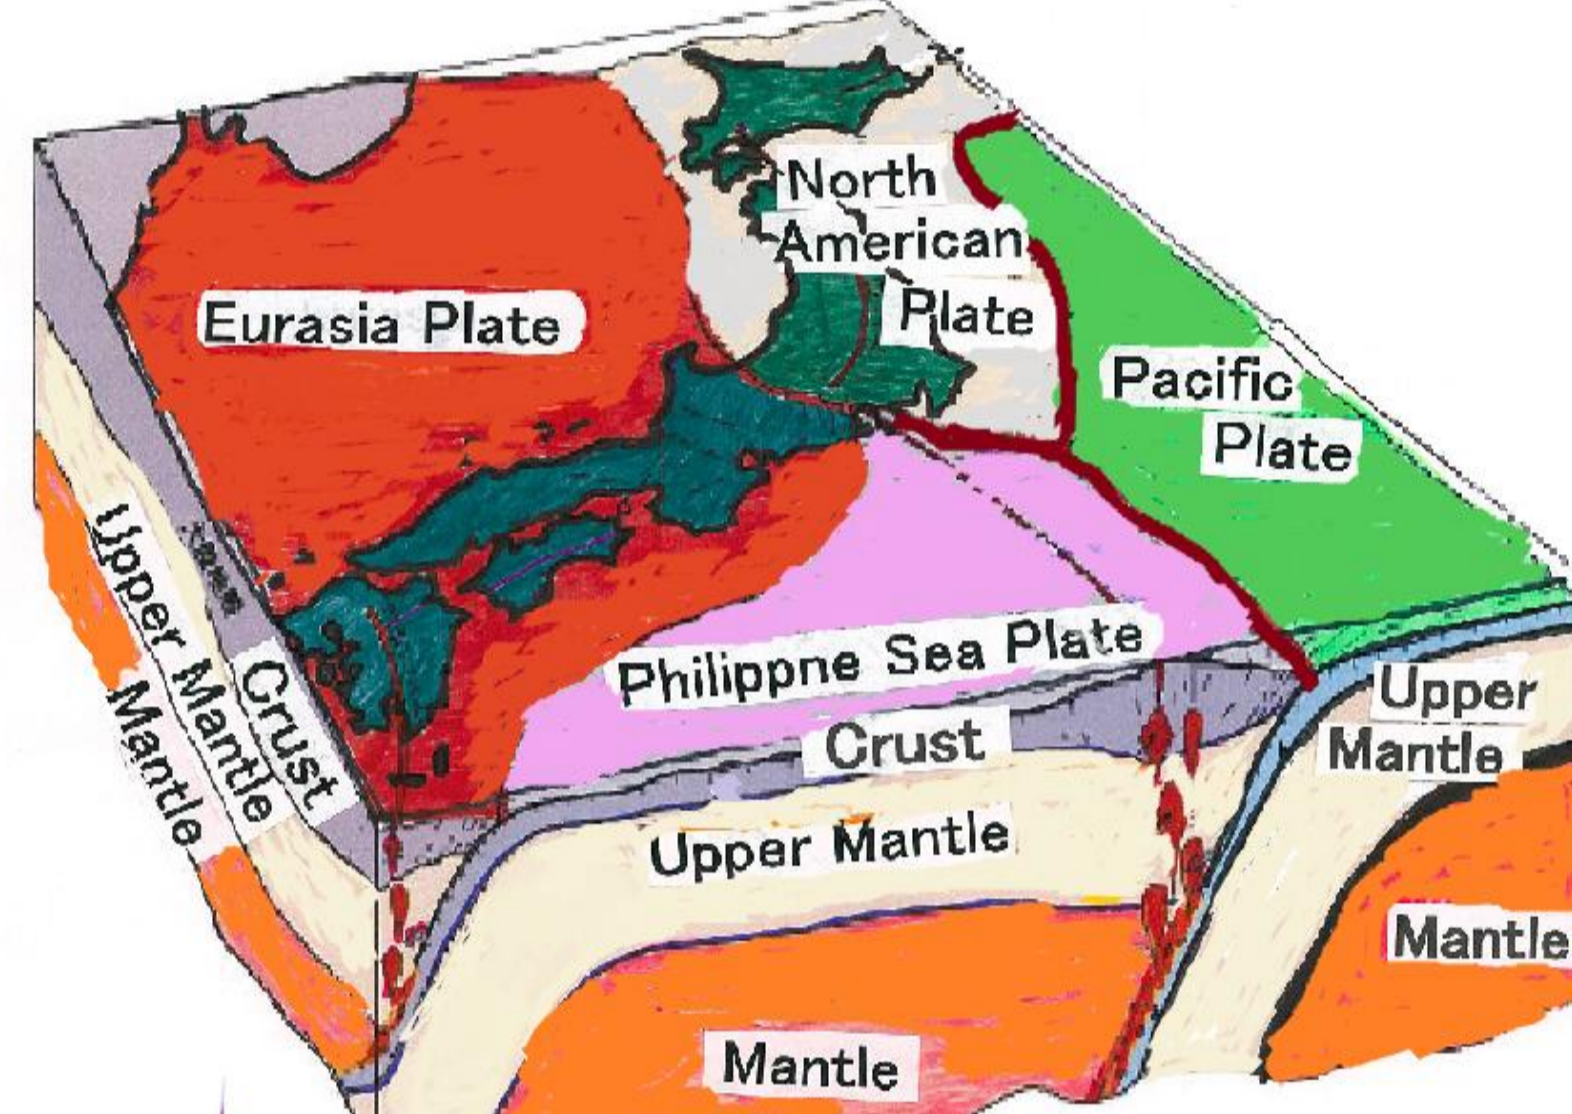 North
American
Plate
Eurasia Plate
Pacific
Plate
Philippne Sea Plate
Crust
Upper Mantle
Mantle
Upper
Mantle
Mantle
Crust
Upper Mantle
Mantle